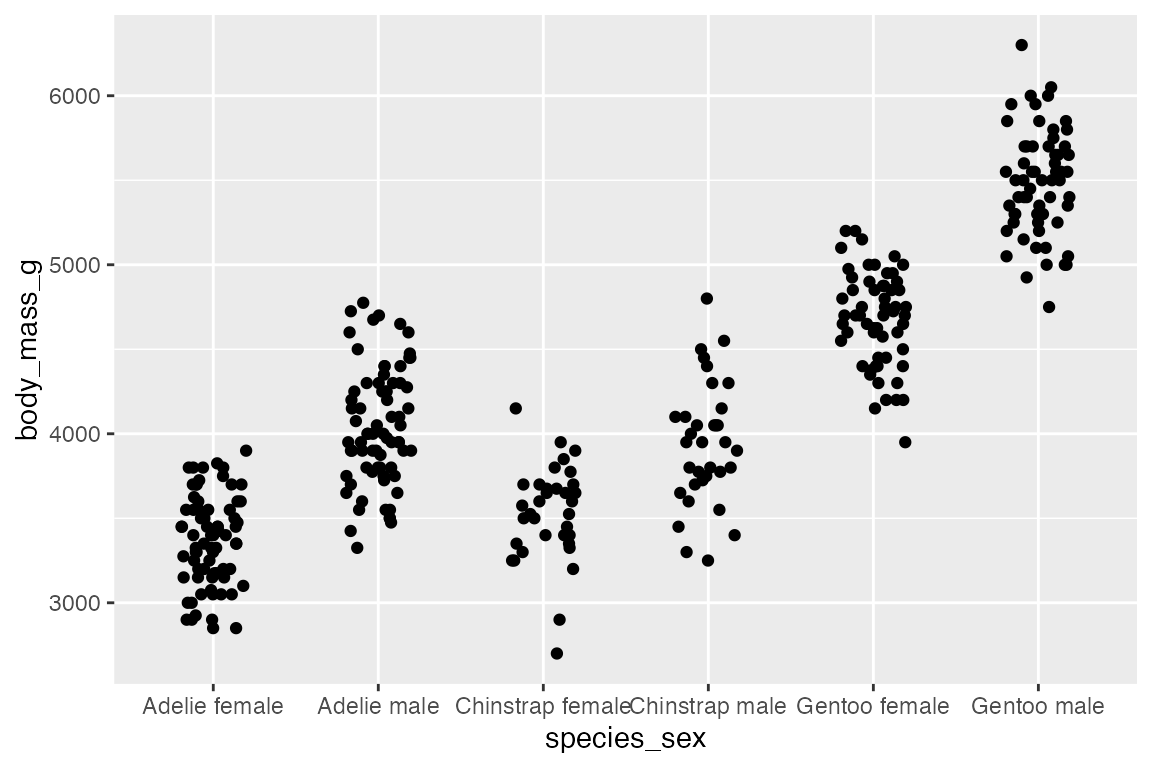 6000
5000
4000
3000
body_mass_g
Adelie female Adelie male Chinstrap female Chinstrap male Gentoo female Gentoo male
species_sex